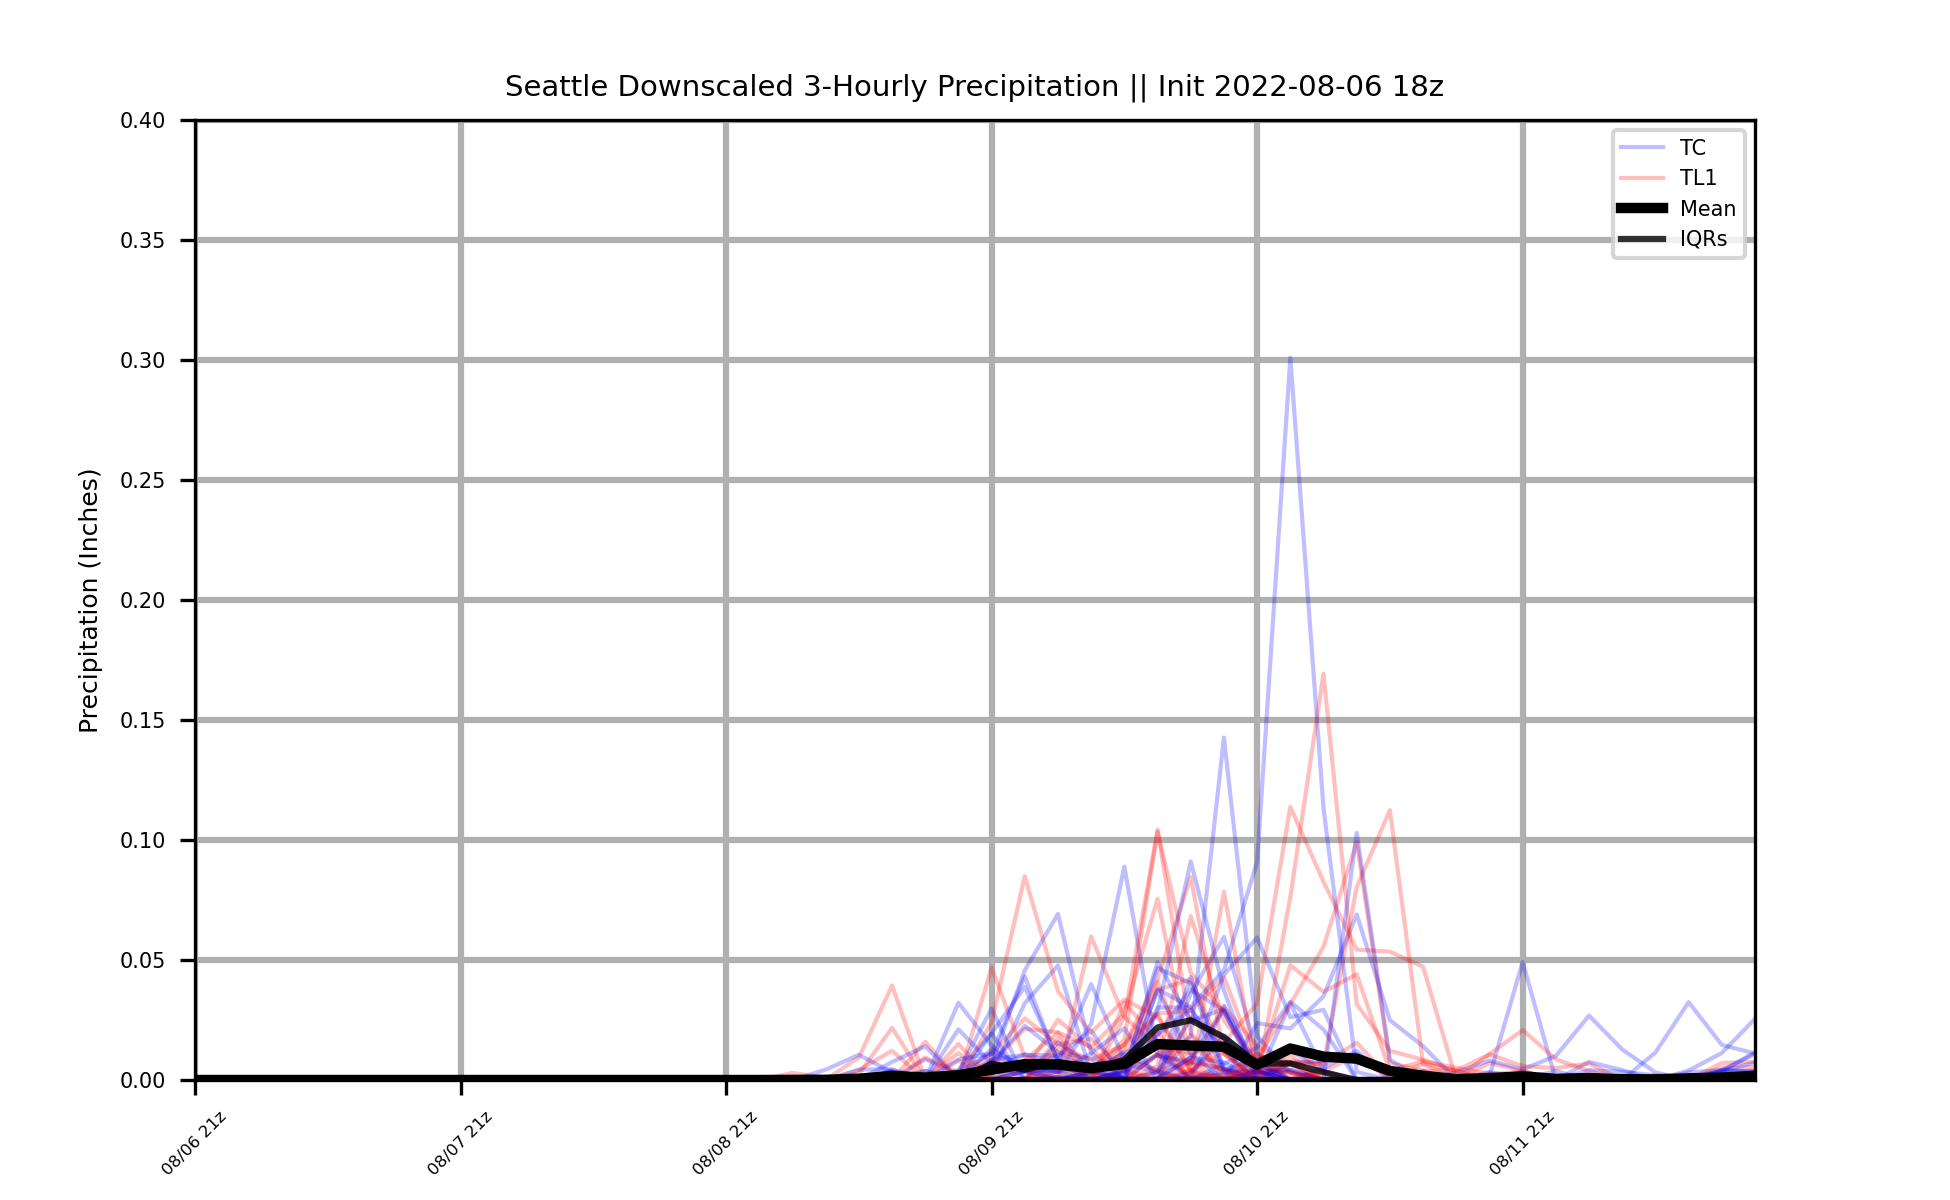 Seattle Downscaled 3-Hourly Precipitation || Init 2022-08-06 18z
0.40
0.35
0.30
0.25
0.20
0.15
0.10
0.05
0.00
Precipitation (Inches)
TC
TL1
Mean
IQRs
08/06 21z
08/07 21z
08/08 21z
08/09 21z
08/10 21z
08/11 21z